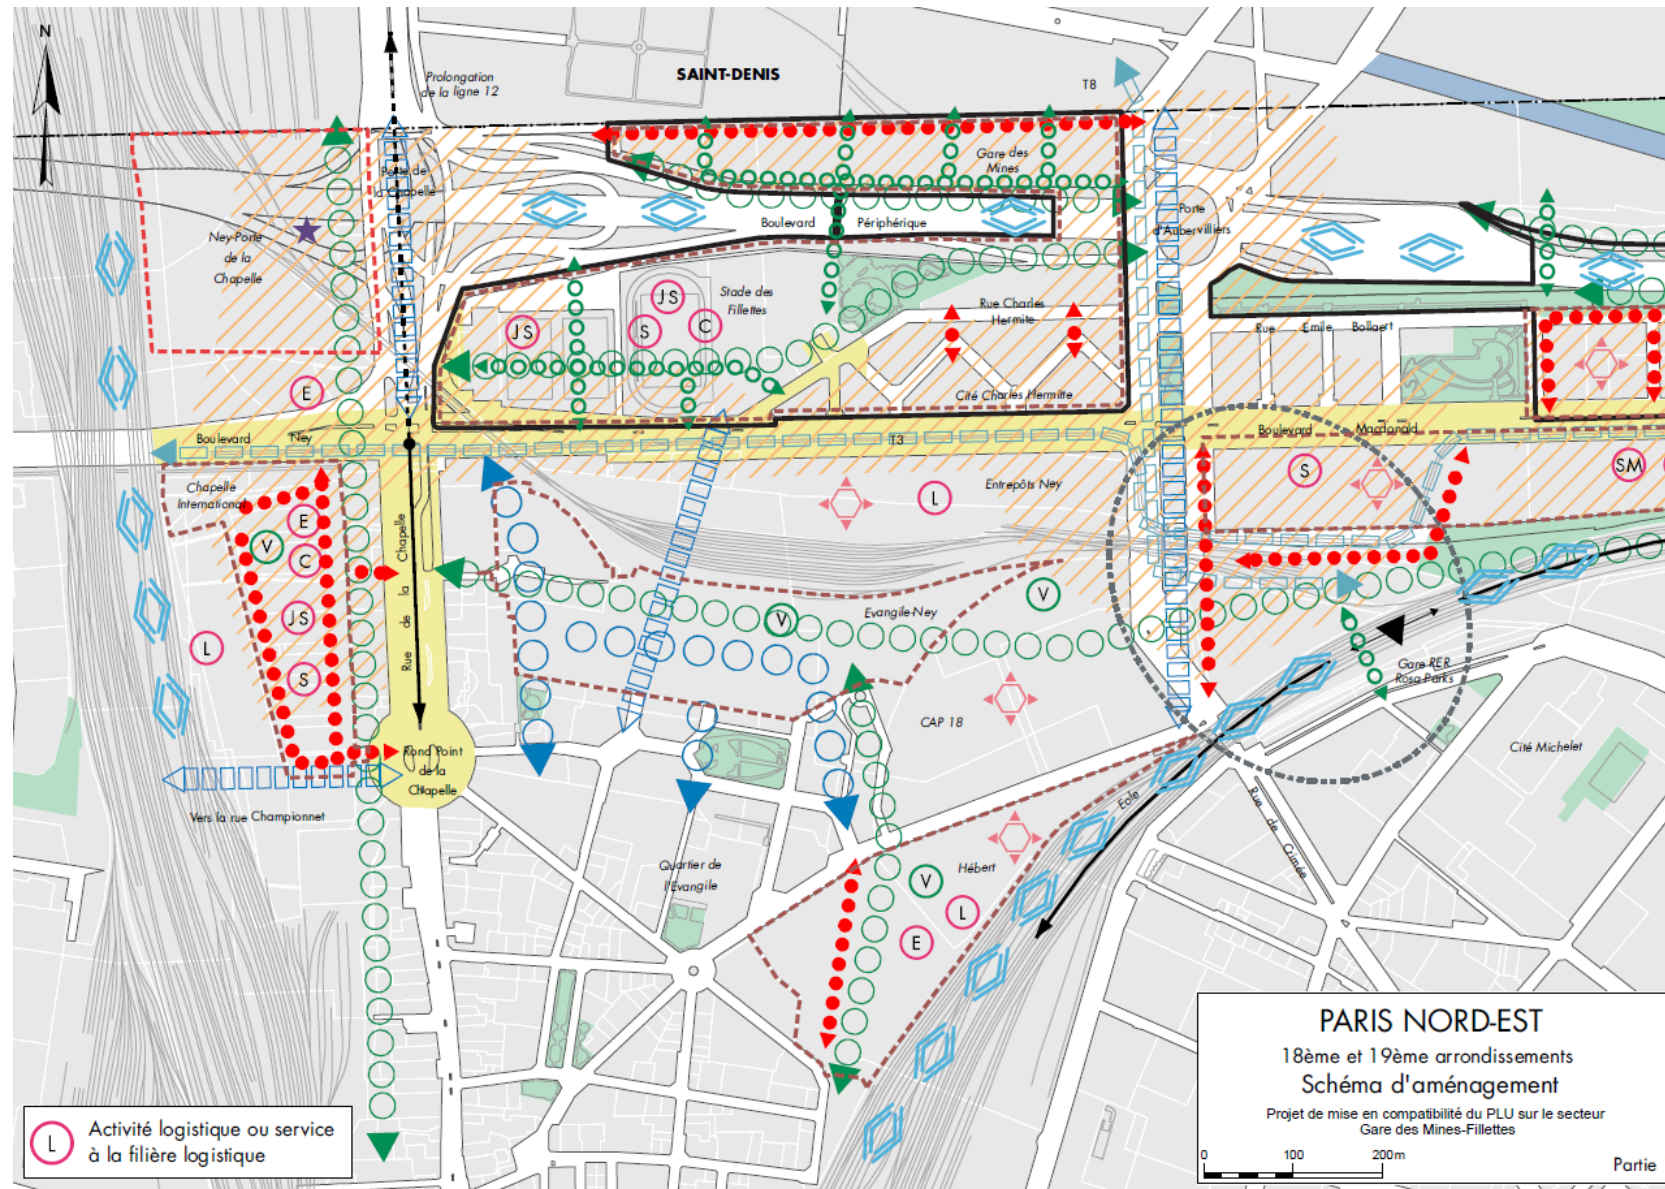 N
Prolongation
de la ligne 12
SAINT-DENIS
T8
Porte de
la Chapelle
Gare des
Mines
Boulevard Périphérique
Porte
d'Aubervilliers
Ney-Porte
de la
Chapelle
Stade des
Fillettes
JS
JS
S
C
Rue Charles
Hermite
Rue Emile Bollaert
E
Cité Charles Hermitte
Boulevard Ney
T3
Boulevard Macdonald
Chapelle
International
S
SM
L
Entrepôts Ney
E
V
C
Rue de la Chapelle
V
JS
V
Evangile-Ney
L
S
Gare RER
Rosa Parks
CAP 18
Cité Michelet
Rond Point
de la
Chapelle
Vers la rue Championnet
Eole
Rue de Crimée
Quartier de
l'Evangile
Hébert
V
L
E
PARIS NORD-EST
18ème et 19ème arrondissements
Schéma d'aménagement
Projet de mise en compatibilité du PLU sur le secteur
Gare des Mines-Fillettes
0 100 200m
Partie
L
Activité logistique ou service
à la filière logistique